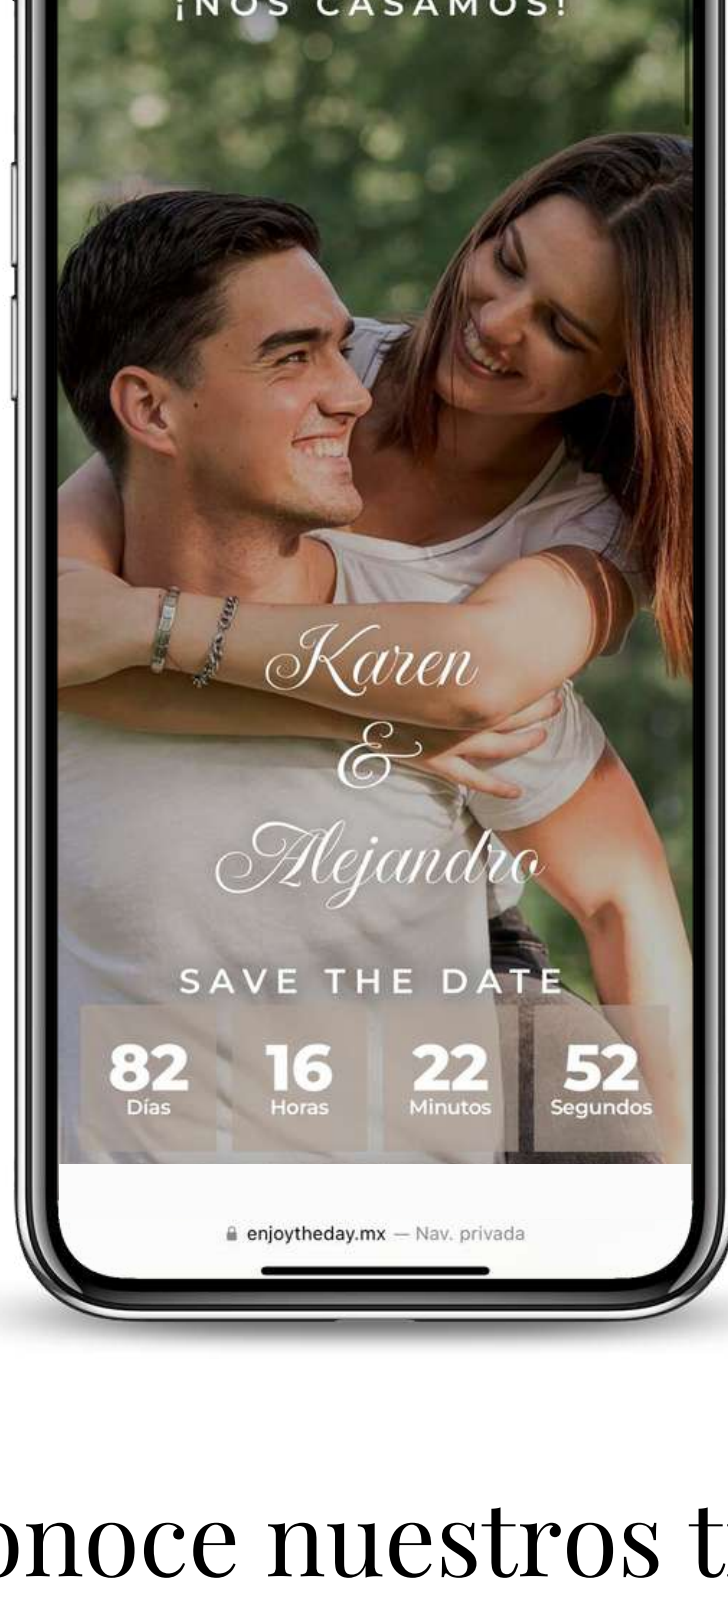 ¡NOS CASAMOS!
Karen
&
Alejandro
SAVE THE DATE
82 16 22 52
Días Horas Minutos Segundos
enjoytheday.mx — Nav. privada
onoce nuestros t